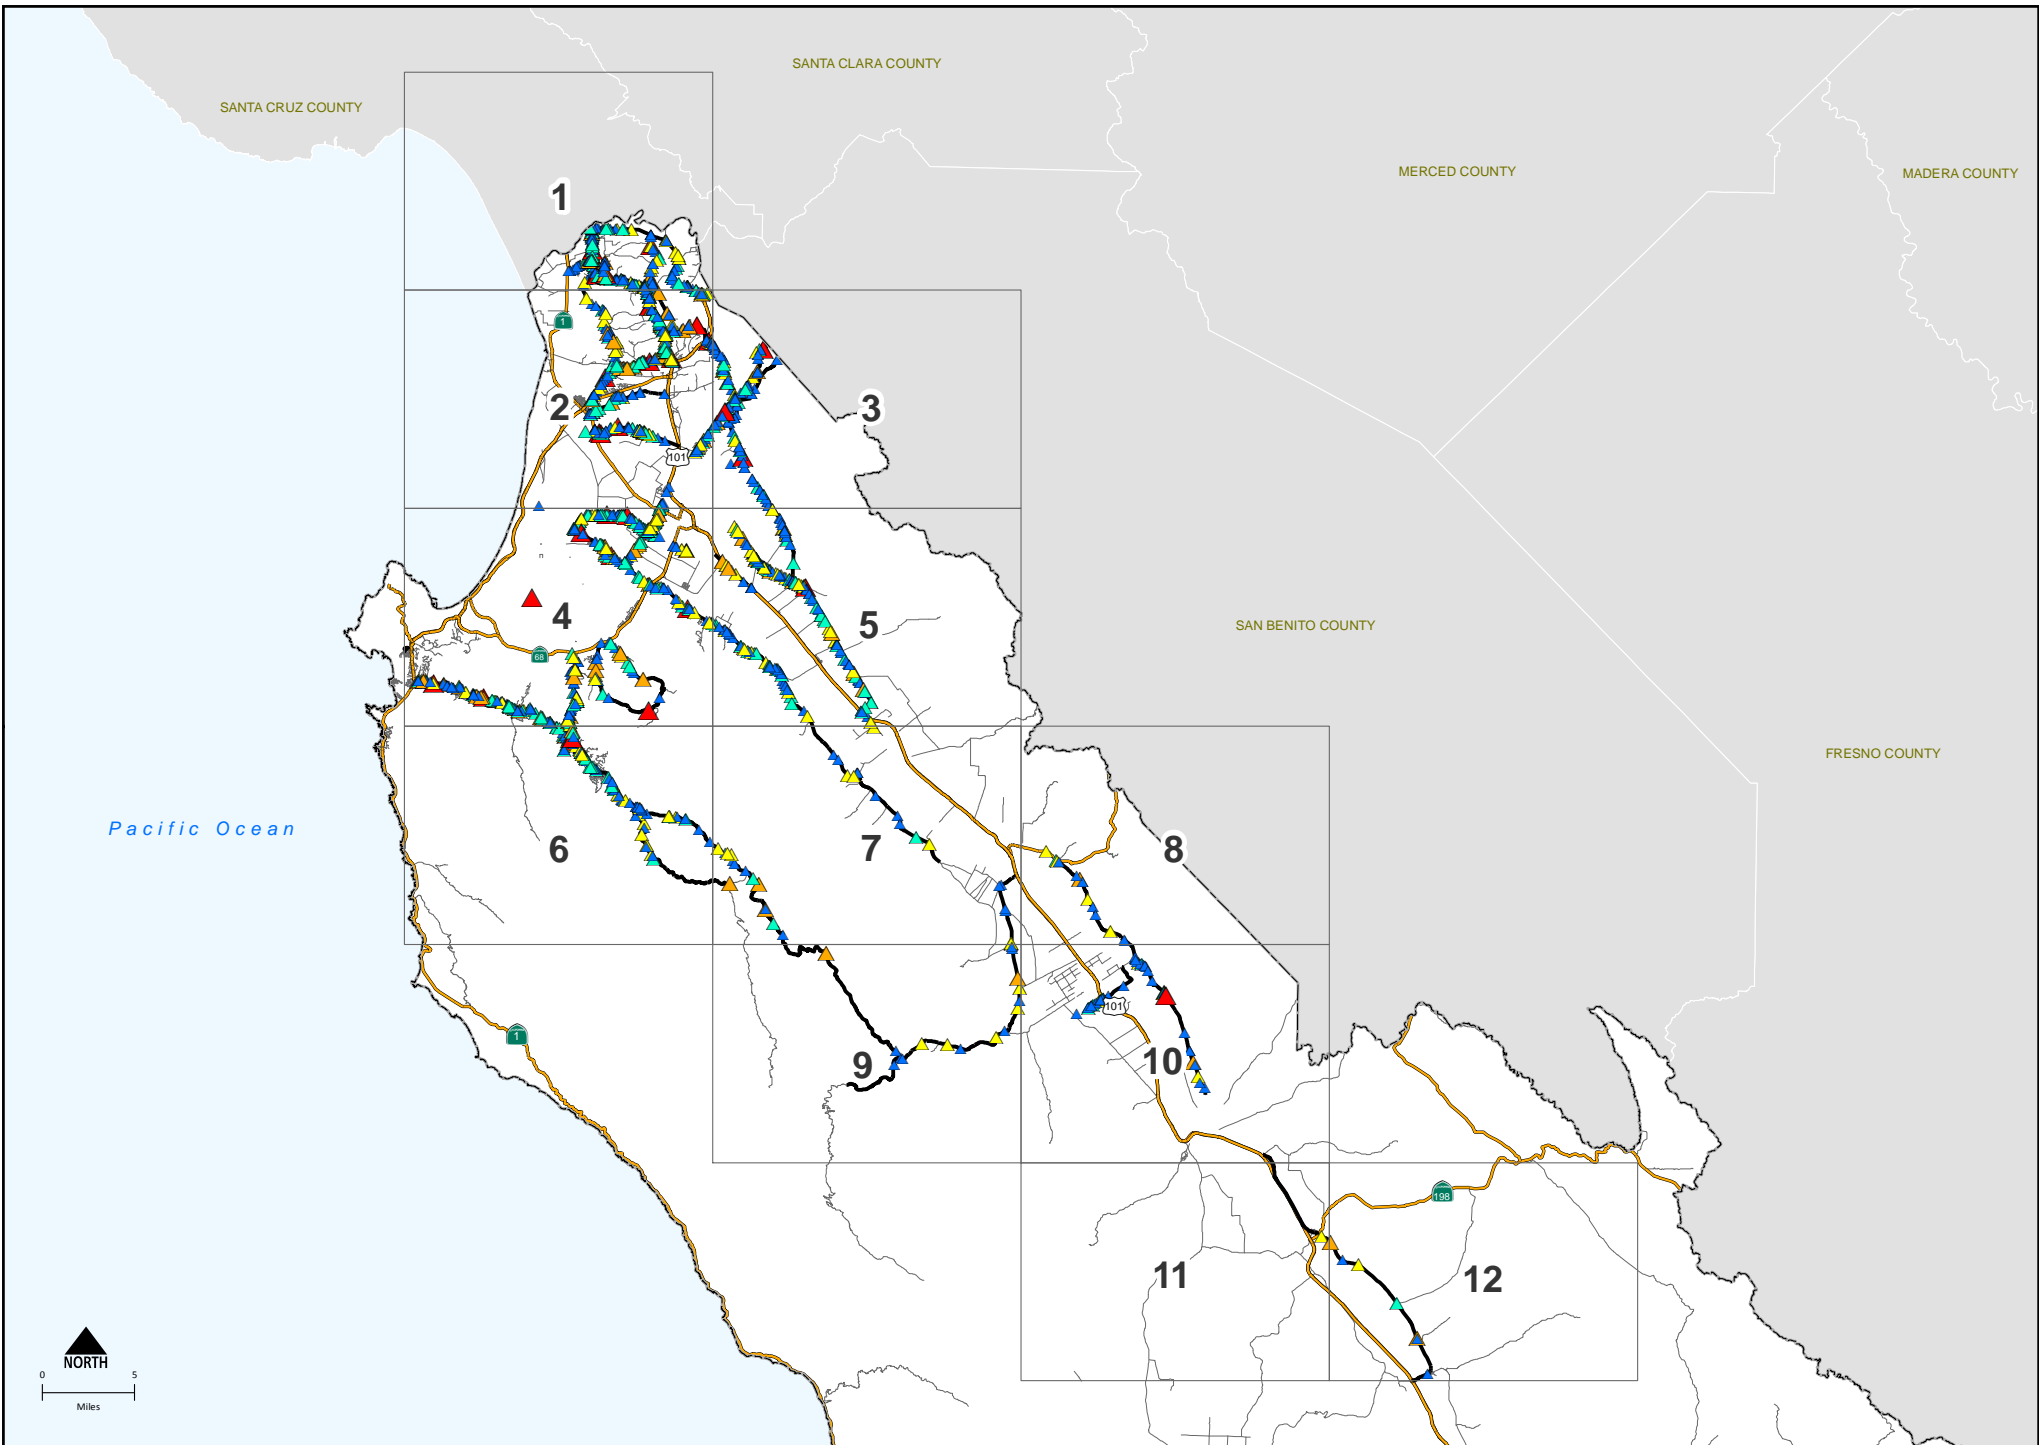 SANTA CLARA COUNTY
SANTA CRUZ COUNTY
MERCED COUNTY
MADERA COUNTY
1
1
2
3
101
4
5
SAN BENITO COUNTY
68
FRESNO COUNTY
Pacific Ocean
6
7
8
101
1
9
10
198
11
12
NORTH
0 5
Miles